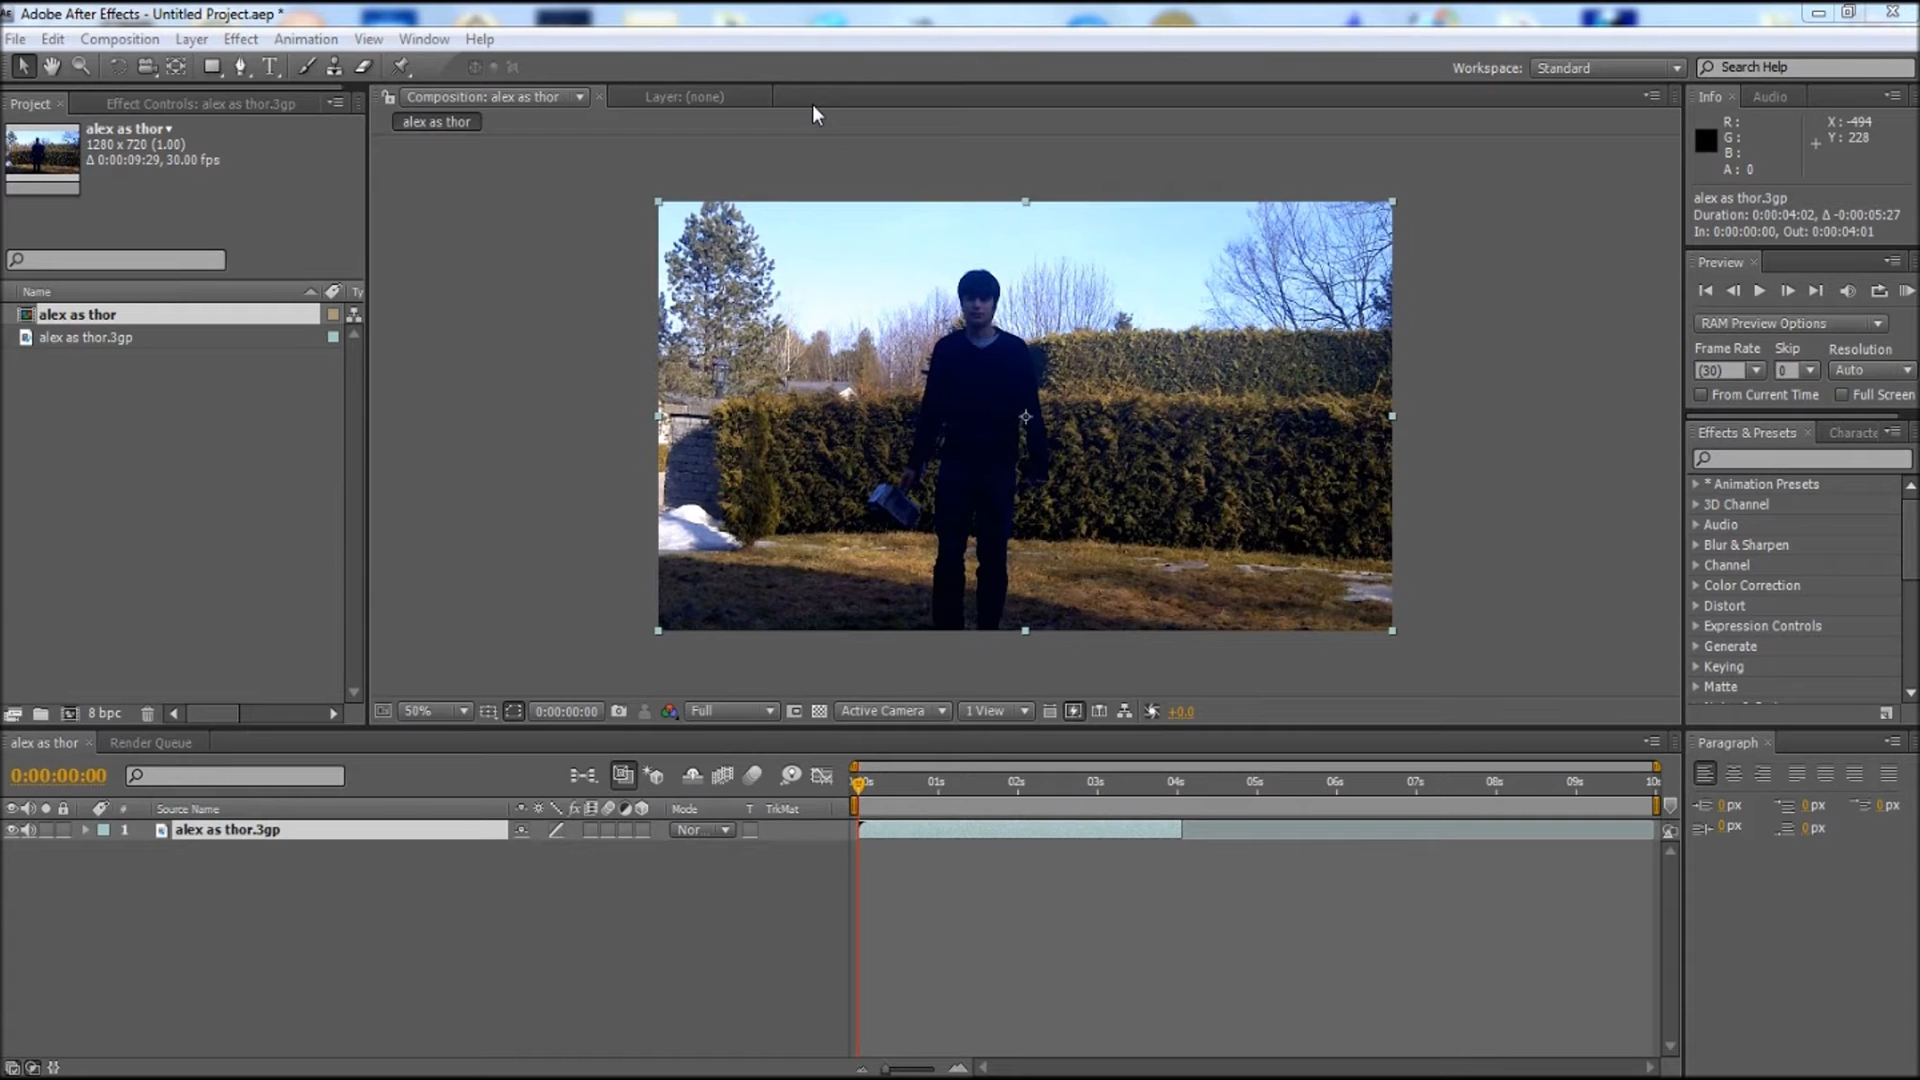 Adobe After Effects - Untitled Project.aep *
File Edit Composition Layer Effect Animation View Window Help
Workspace: Standard Search Help
Project Effect Controls: alex as thor.3gp
alex as thor
1280 x 720 (1.00)
Δ 0:00:09:29, 30.00 fps
Name Ty
alex as thor
alex as thor.3gp
8 bpc
Composition: alex as thor Layer: (none)
alex as thor
50% 0:00:00:00 Full Active Camera 1 View +0.0
Info Audio
R : X : -494
G : Y : 228
B :
A : 0
alex as thor.3gp
Duration: 0:00:04:02, Δ -0:00:05:27
In: 0:00:00:00, Out: 0:00:04:01
Preview
RAM Preview Options
Frame Rate Skip Resolution
(30) 0 Auto
From Current Time Full Screen
Effects & Presets Characte
* Animation Presets
3D Channel
Audio
Blur & Sharpen
Channel
Color Correction
Distort
Expression Controls
Generate
Keying
Matte
alex as thor Render Queue
0:00:00:00
01s 02s 03s 04s 05s 06s 07s 08s 09s 10s
# Source Name fx Mode T TrkMat
1 alex as thor.3gp Nor...
Paragraph
0 px 0 px 0 px
0 px 0 px